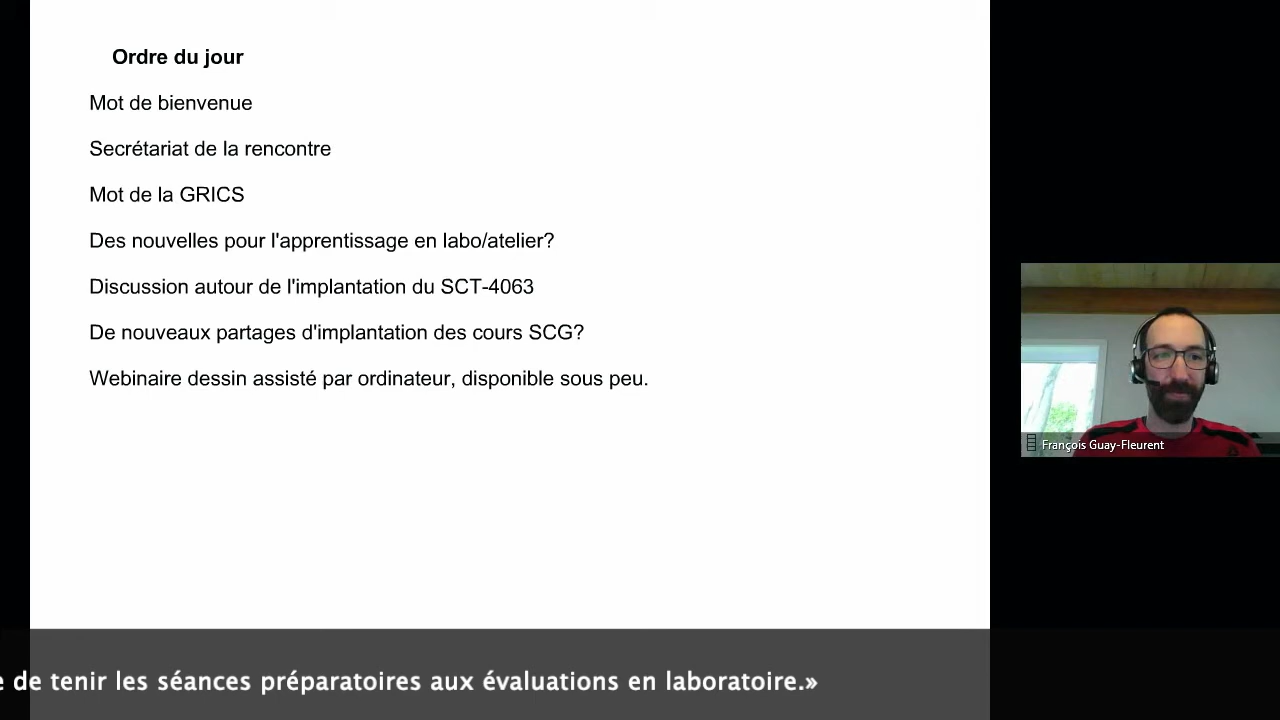 Ordre du jour
Mot de bienvenue
Secrétariat de la rencontre
Mot de la GRICS
Des nouvelles pour l'apprentissage en labo/atelier?
Discussion autour de l'implantation du SCT-4063
De nouveaux partages d'implantation des cours SCG?
Webinaire dessin assisté par ordinateur, disponible sous peu.
François Guay-Fleurent
de tenir les séances préparatoires aux évaluations en laboratoire.»